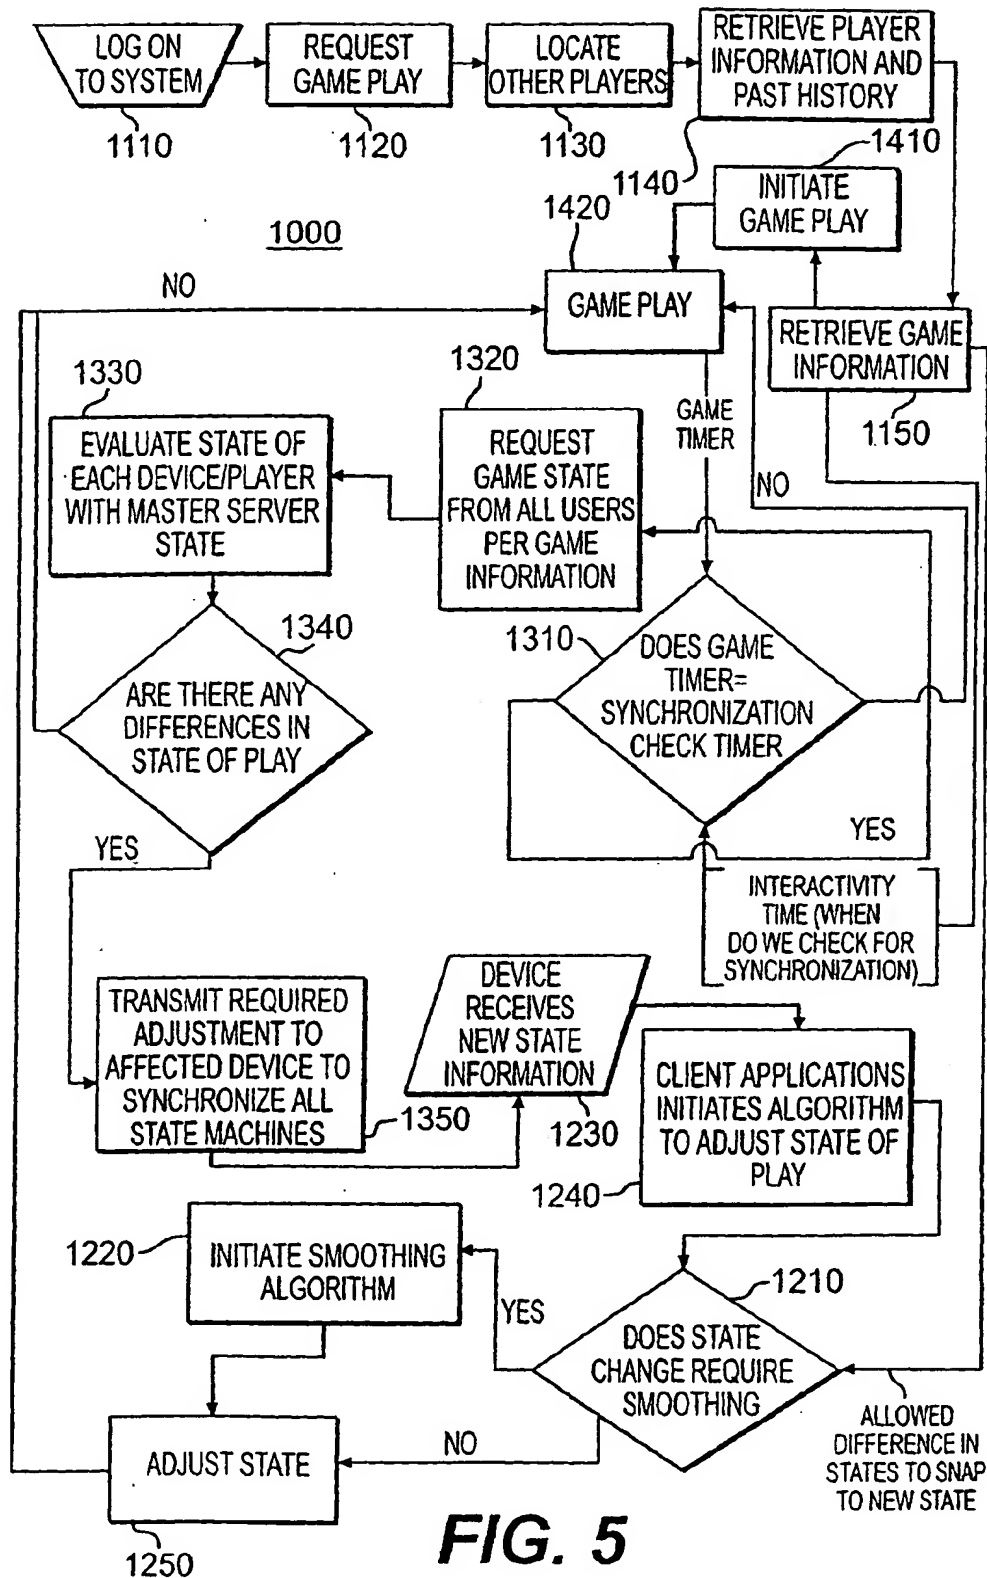 LOG ON
TO SYSTEM
1110
REQUEST
GAME PLAY
1120
LOCATE
OTHER PLAYERS
1130
RETRIEVE PLAYER
INFORMATION AND
PAST HISTORY
1140
1410
INITIATE
GAME PLAY
1420
1000
NO
GAME PLAY
RETRIEVE GAME
INFORMATION
1150
1330
EVALUATE STATE OF
EACH DEVICE/PLAYER
WITH MASTER SERVER
STATE
1320
REQUEST
GAME STATE
FROM ALL USERS
PER GAME
INFORMATION
GAME
TIMER
NO
1340
ARE THERE ANY
DIFFERENCES IN
STATE OF PLAY
YES
1310
DOES GAME
TIMER=
SYNCHRONIZATION
CHECK TIMER
YES
INTERACTIVITY
TIME (WHEN
DO WE CHECK FOR
SYNCHRONIZATION)
TRANSMIT REQUIRED
ADJUSTMENT TO
AFFECTED DEVICE TO
SYNCHRONIZE ALL
STATE MACHINES
1350
DEVICE
RECEIVES
NEW STATE
INFORMATION
1230
CLIENT APPLICATIONS
INITIATES ALGORITHM
TO ADJUST STATE OF
PLAY
1240
1220
INITIATE SMOOTHING
ALGORITHM
YES
1210
DOES STATE
CHANGE REQUIRE
SMOOTHING
ALLOWED
DIFFERENCE IN
STATES TO SNAP
TO NEW STATE
NO
ADJUST STATE
1250
FIG. 5